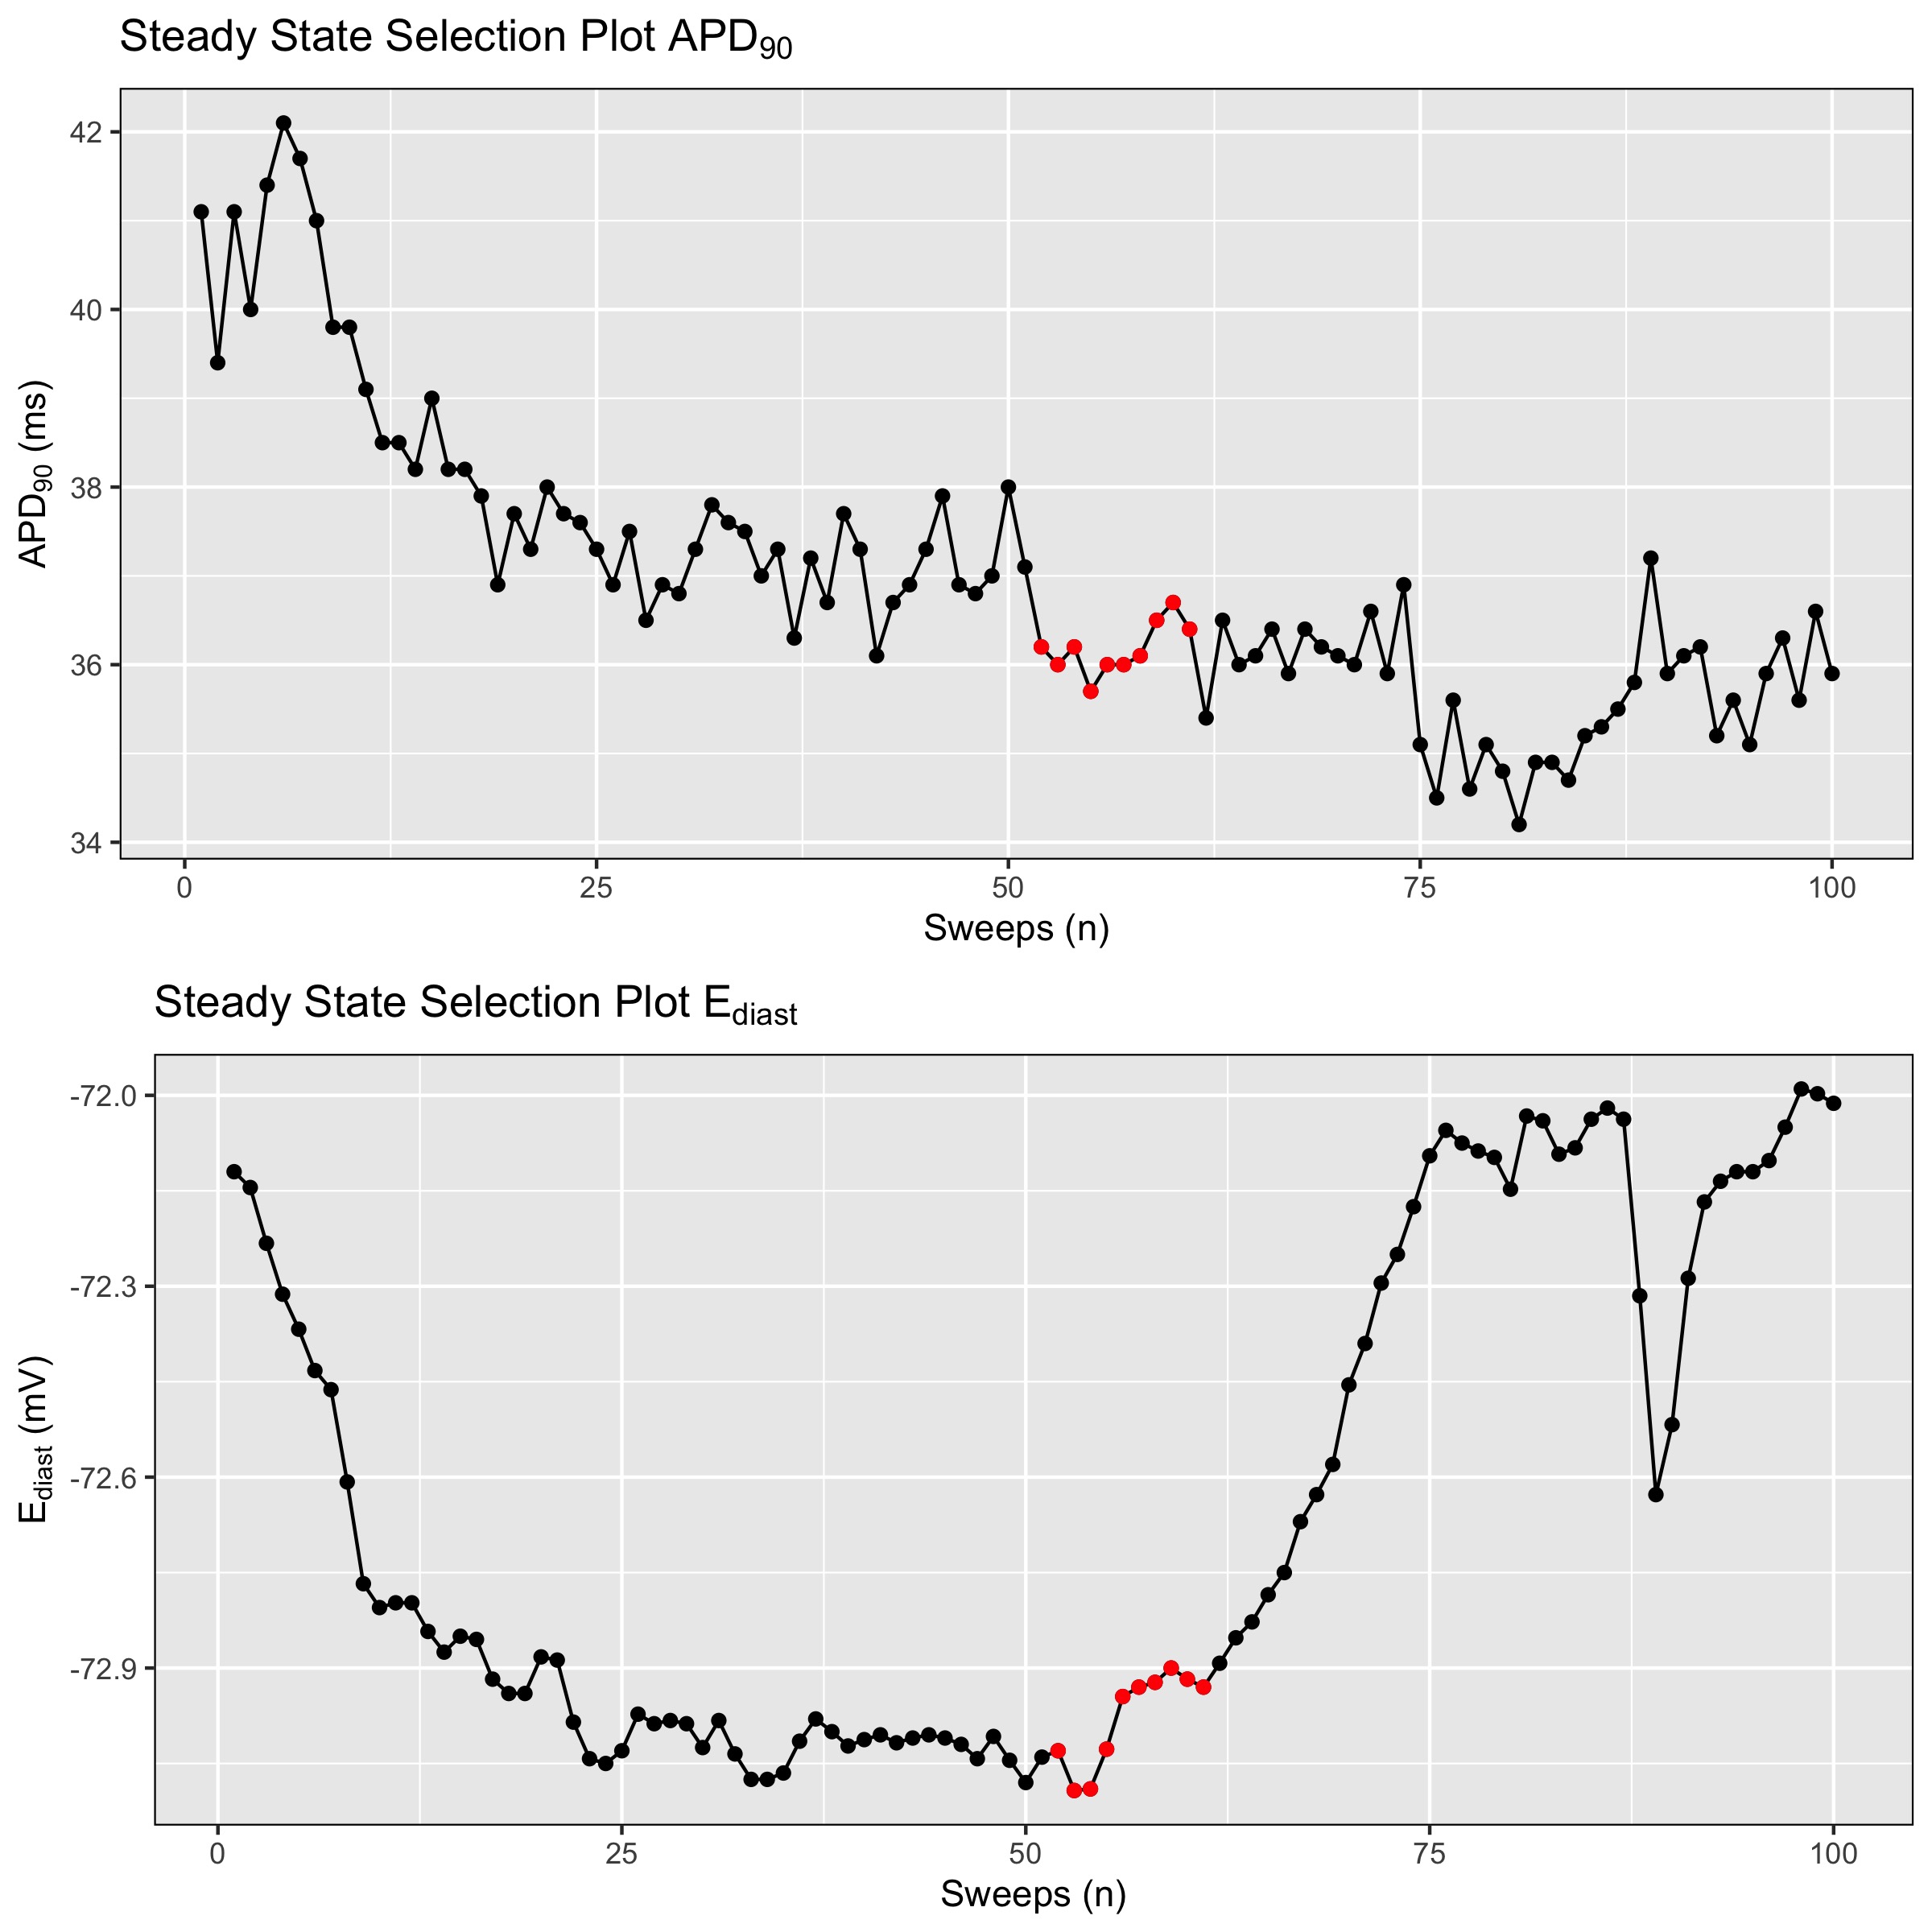 Steady State Selection Plot APD90
42
40
38
36
34
APD90 (ms)
0 25 50 75 100
Sweeps (n)
Steady State Selection Plot Ediast
-72.0
-72.3
-72.6
-72.9
Ediast (mV)
0 25 50 75 100
Sweeps (n)